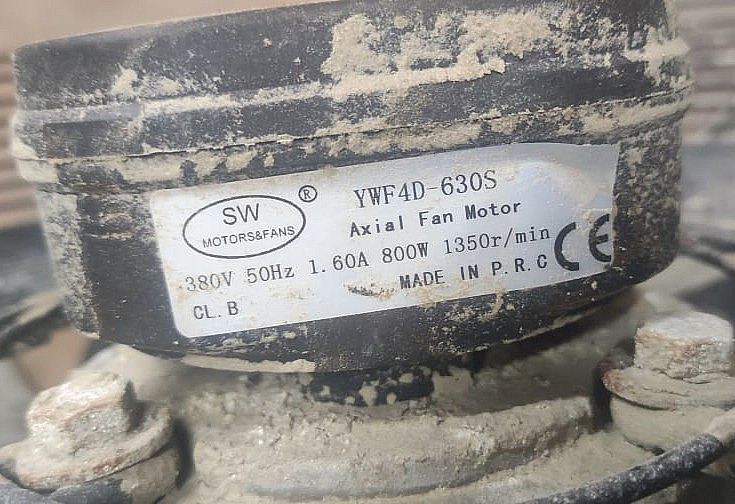 SW ®
MOTORS&FANS
YWF4D-630S
Axial Fan Motor
380V 50Hz 1.60A 800W 1350r/min
CL.B
MADE IN P.R.C
CE